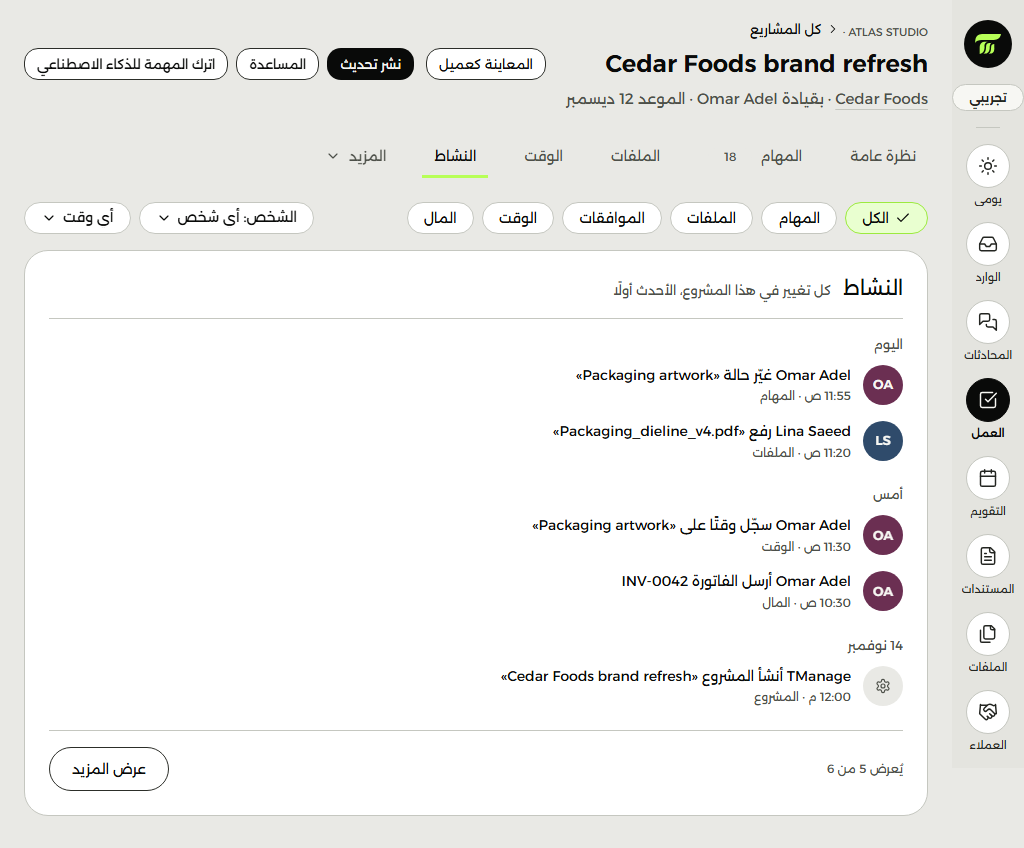 تجريبي
يومي
الوارد
المحادثات
العمل
التقويم
المستندات
الملفات
العملاء
ATLAS STUDIO · كل المشاريع
Cedar Foods brand refresh
Cedar Foods · بقيادة Omar Adel · الموعد 12 ديسمبر
المعاينة كعميل
نشر تحديث
المساعدة
اترك المهمة للذكاء الاصطناعي
نظرة عامة
المهام 18
الملفات
الوقت
النشاط
المزيد
الكل
المهام
الملفات
الموافقات
الوقت
المال
الشخص: أي شخص
أي وقت
النشاط كل تغيير في هذا المشروع، الأحدث أولًا
اليوم
OA
Omar Adel غيّر حالة «Packaging artwork»
11:55 ص · المهام
LS
Lina Saeed رفع «Packaging_dieline_v4.pdf»
11:20 ص · الملفات
أمس
OA
Omar Adel سجّل وقتًا على «Packaging artwork»
11:30 ص · الوقت
OA
Omar Adel أرسل الفاتورة INV-0042
10:30 ص · المال
14 نوفمبر
TManage أنشأ المشروع «Cedar Foods brand refresh»
12:00 م · المشروع
يُعرض 5 من 6
عرض المزيد